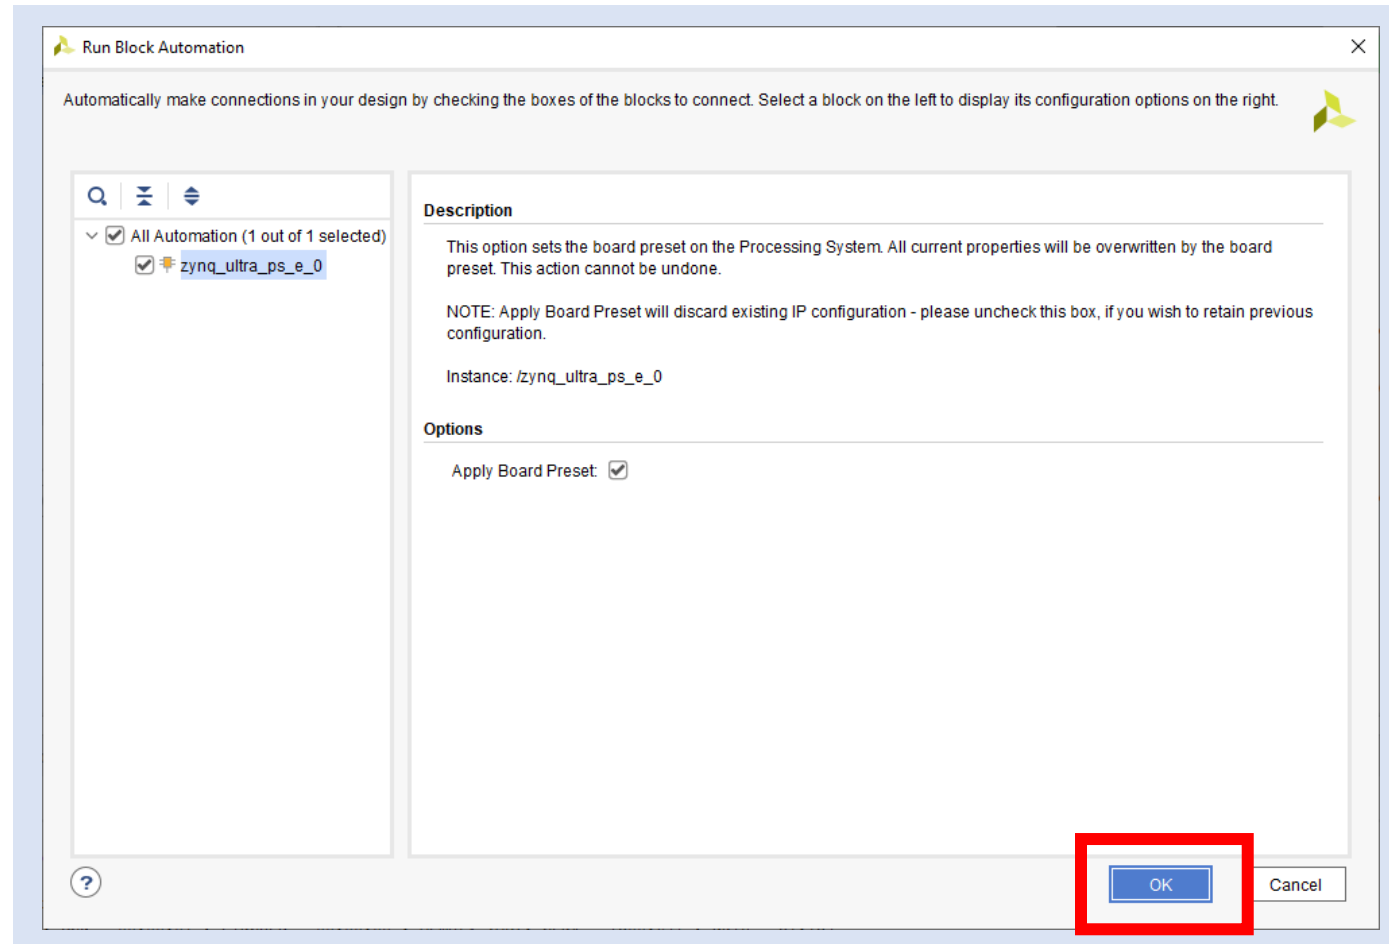 Run Block Automation
Automatically make connections in your design by checking the boxes of the blocks to connect. Select a block on the left to display its configuration options on the right.
All Automation (1 out of 1 selected)
zynq_ultra_ps_e_0
Description
This option sets the board preset on the Processing System. All current properties will be overwritten by the board
preset. This action cannot be undone.
NOTE: Apply Board Preset will discard existing IP configuration - please uncheck this box, if you wish to retain previous
configuration.
Instance: /zynq_ultra_ps_e_0
Options
Apply Board Preset:
?
OK
Cancel